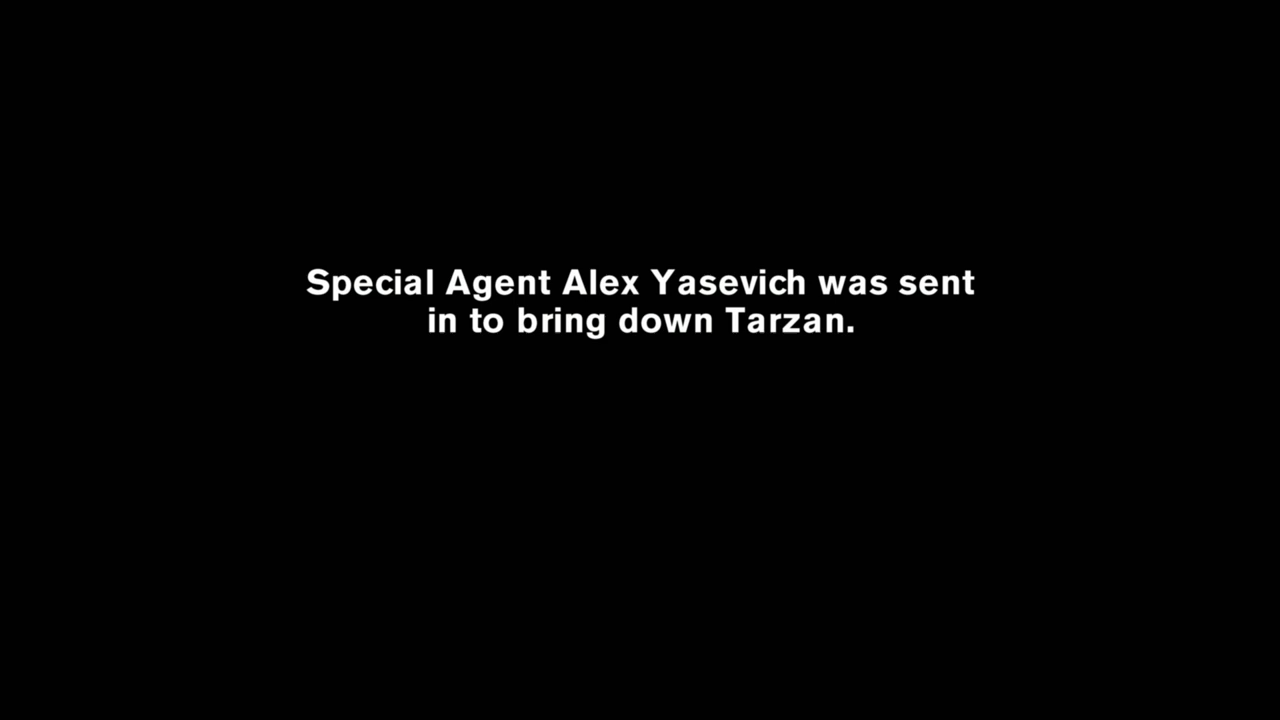 Special Agent Alex Yasevich was sent
in to bring down Tarzan.